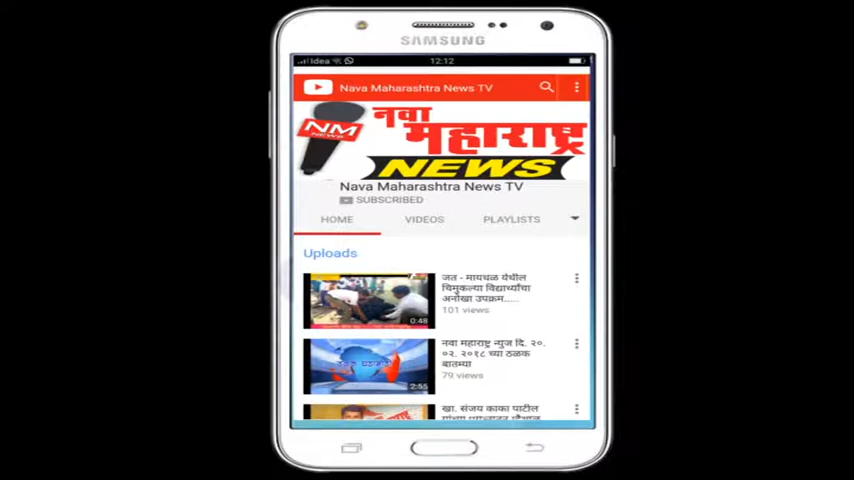 SAMSUNG
Idea 12:12
Nava Maharashtra News TV
NM
NEWS
नवा
महाराष्ट्र
NEWS
Nava Maharashtra News TV
SUBSCRIBED
HOME VIDEOS PLAYLISTS
Uploads
जत - मायथळ येथील
चिमुकल्या विद्यार्थ्यांचा
अनोखा उपक्रम.....
101 views
0:48
नवा महाराष्ट्र न्युज दि. २०.
०२. २०१८ च्या ठळक
बातम्या
79 views
2:55
खा. संजय काका पाटील